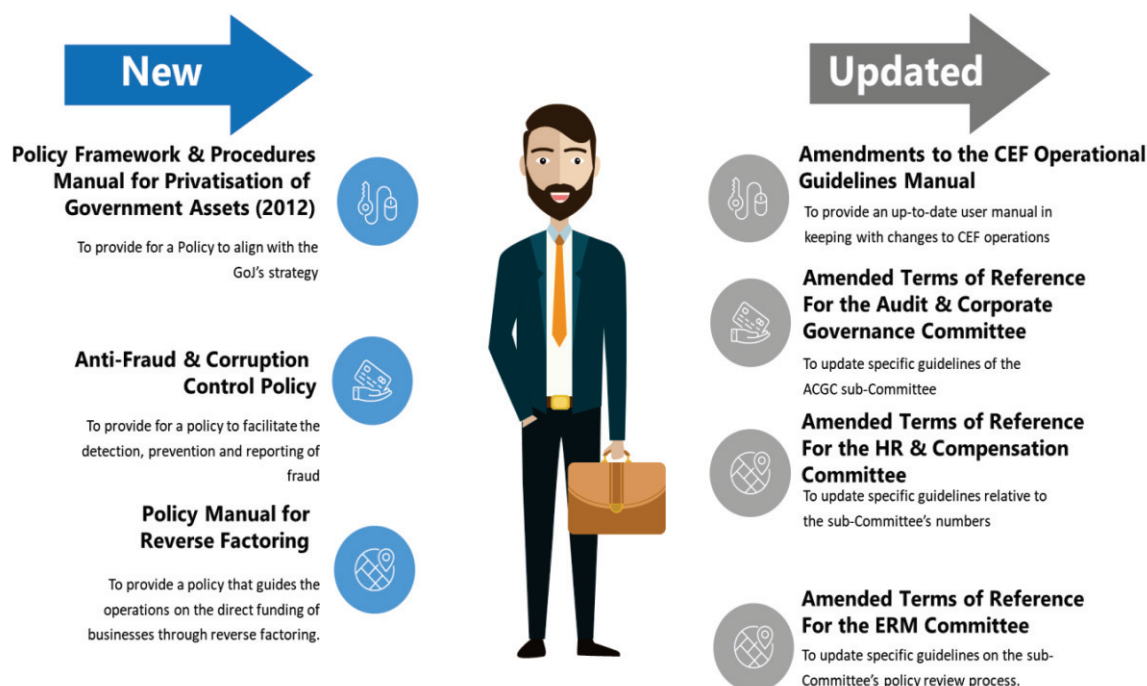 New
Policy Framework & Procedures
Manual for Privatisation of
Government Assets (2012)
To provide for a Policy to align with the
GoJ's strategy
Anti-Fraud & Corruption
Control Policy
To provide for a policy to facilitate the
detection, prevention and reporting of
fraud
Policy Manual for
Reverse Factoring
To provide a policy that guides the
operations on the direct funding of
businesses through reverse factoring.
Updated
Amendments to the CEF Operational
Guidelines Manual
To provide an up-to-date user manual in
keeping with changes to CEF operations
Amended Terms of Reference
For the Audit & Corporate
Governance Committee
To update specific guidelines of the
ACGC sub-Committee
Amended Terms of Reference
For the HR & Compensation
Committee
To update specific guidelines relative to
the sub-Committee's numbers
Amended Terms of Reference
For the ERM Committee
To update specific guidelines on the sub-
Committee's policy review process.